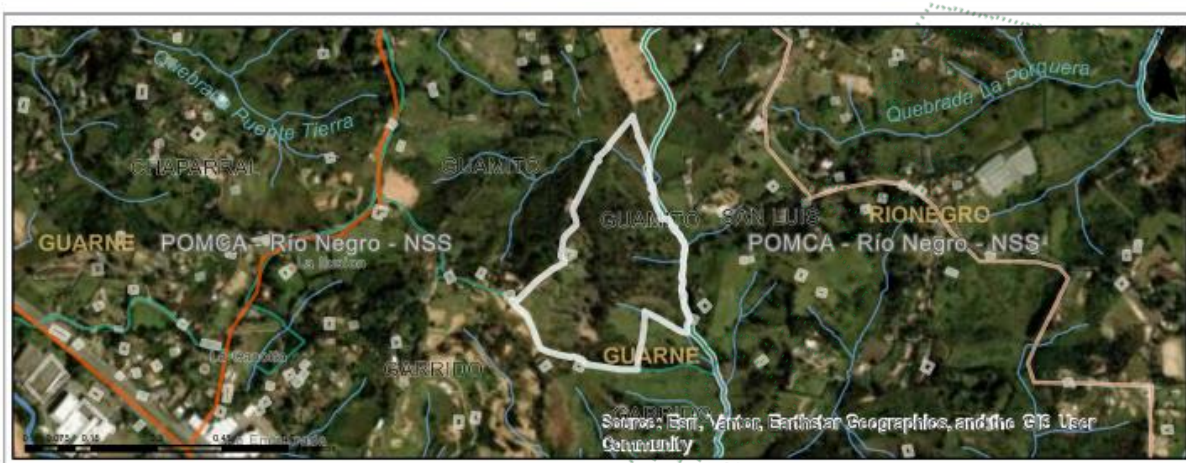 Quebrada Puente Tierra
Quebrada La Porquera
CHAPARRAL
GUAMITO
GUAMITO
SAN LUIS
RIONEGRO
GUARNE
POMCA - Río Negro - NSS
POMCA - Río Negro - NSS
GARRIDO
GUARNE
Source: Esri, Vantor, Earthstar Geographics, and the GIS User
Community